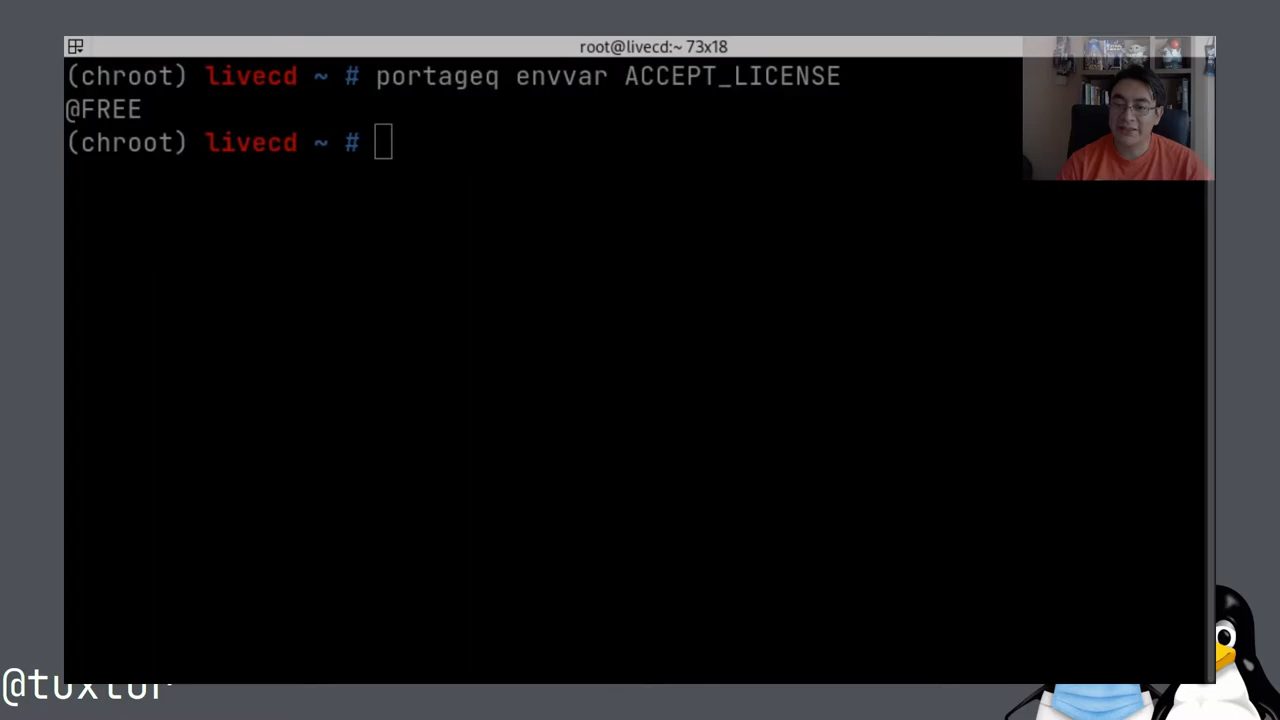 root@livecd:~ 73x18
(chroot) livecd ~ # portageq envvar ACCEPT_LICENSE
@FREE
(chroot) livecd ~ #